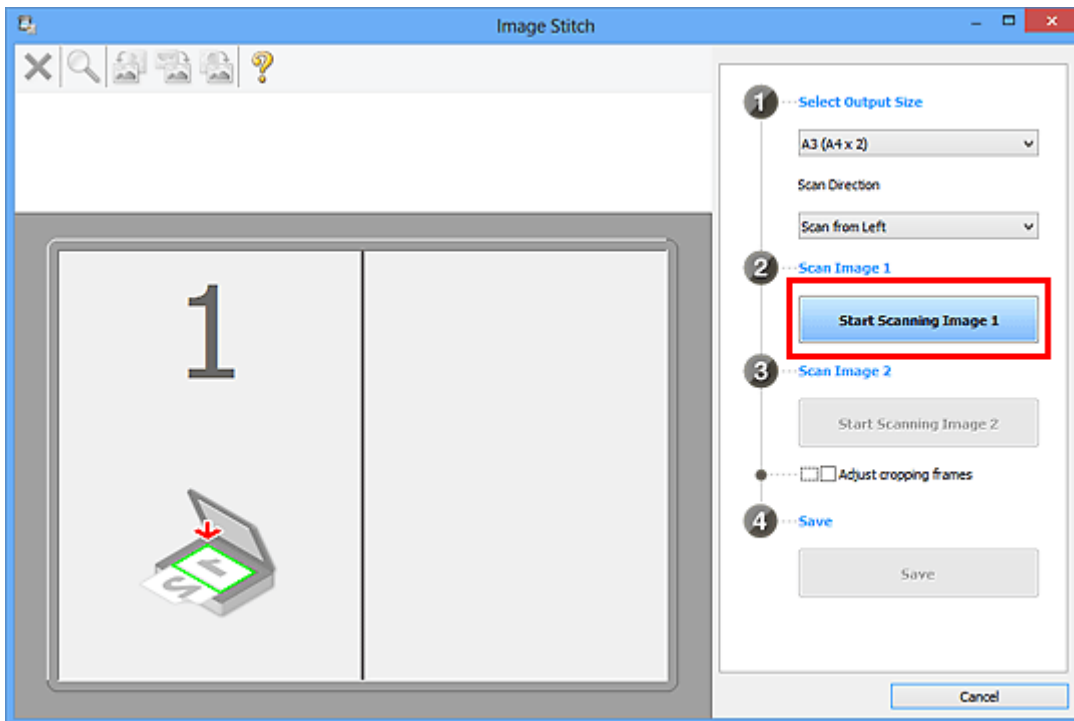 Image Stitch
1
Select Output Size
A3 (A4 x 2)
Scan Direction
Scan from Left
2
Scan Image 1
Start Scanning Image 1
3
Scan Image 2
Start Scanning Image 2
Adjust cropping frames
4
Save
Save
1
1
2
Cancel